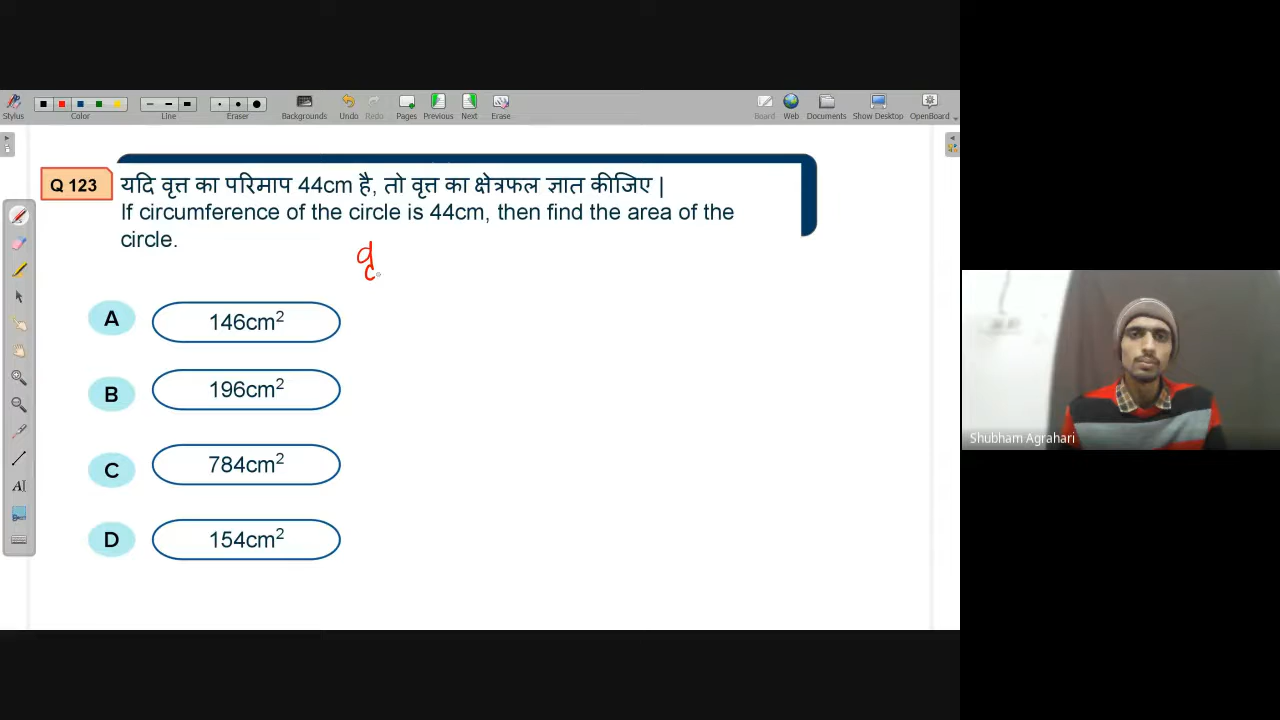 Stylus
Color
Line
Eraser
Backgrounds
Undo
Redo
Pages
Previous
Next
Erase
Board
Web
Documents
Show Desktop
OpenBoard
Q 123
यदि वृत्त का परिमाप 44cm है, तो वृत्त का क्षेत्रफल ज्ञात कीजिए |
If circumference of the circle is 44cm, then find the area of the
circle.
वृ
A 146cm²
B 196cm²
C 784cm²
D 154cm²
Shubham Agrahari